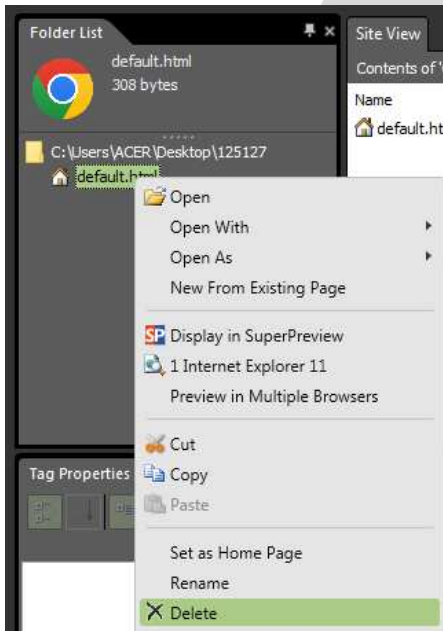 Folder List
Site View
default.html
308 bytes
Contents of '
Name
default.ht
C:\Users\ACER\Desktop\125127
default.html
Open
Open With
Open As
New From Existing Page
SP Display in SuperPreview
1 Internet Explorer 11
Preview in Multiple Browsers
Cut
Copy
Paste
Tag Properties
Set as Home Page
Rename
Delete